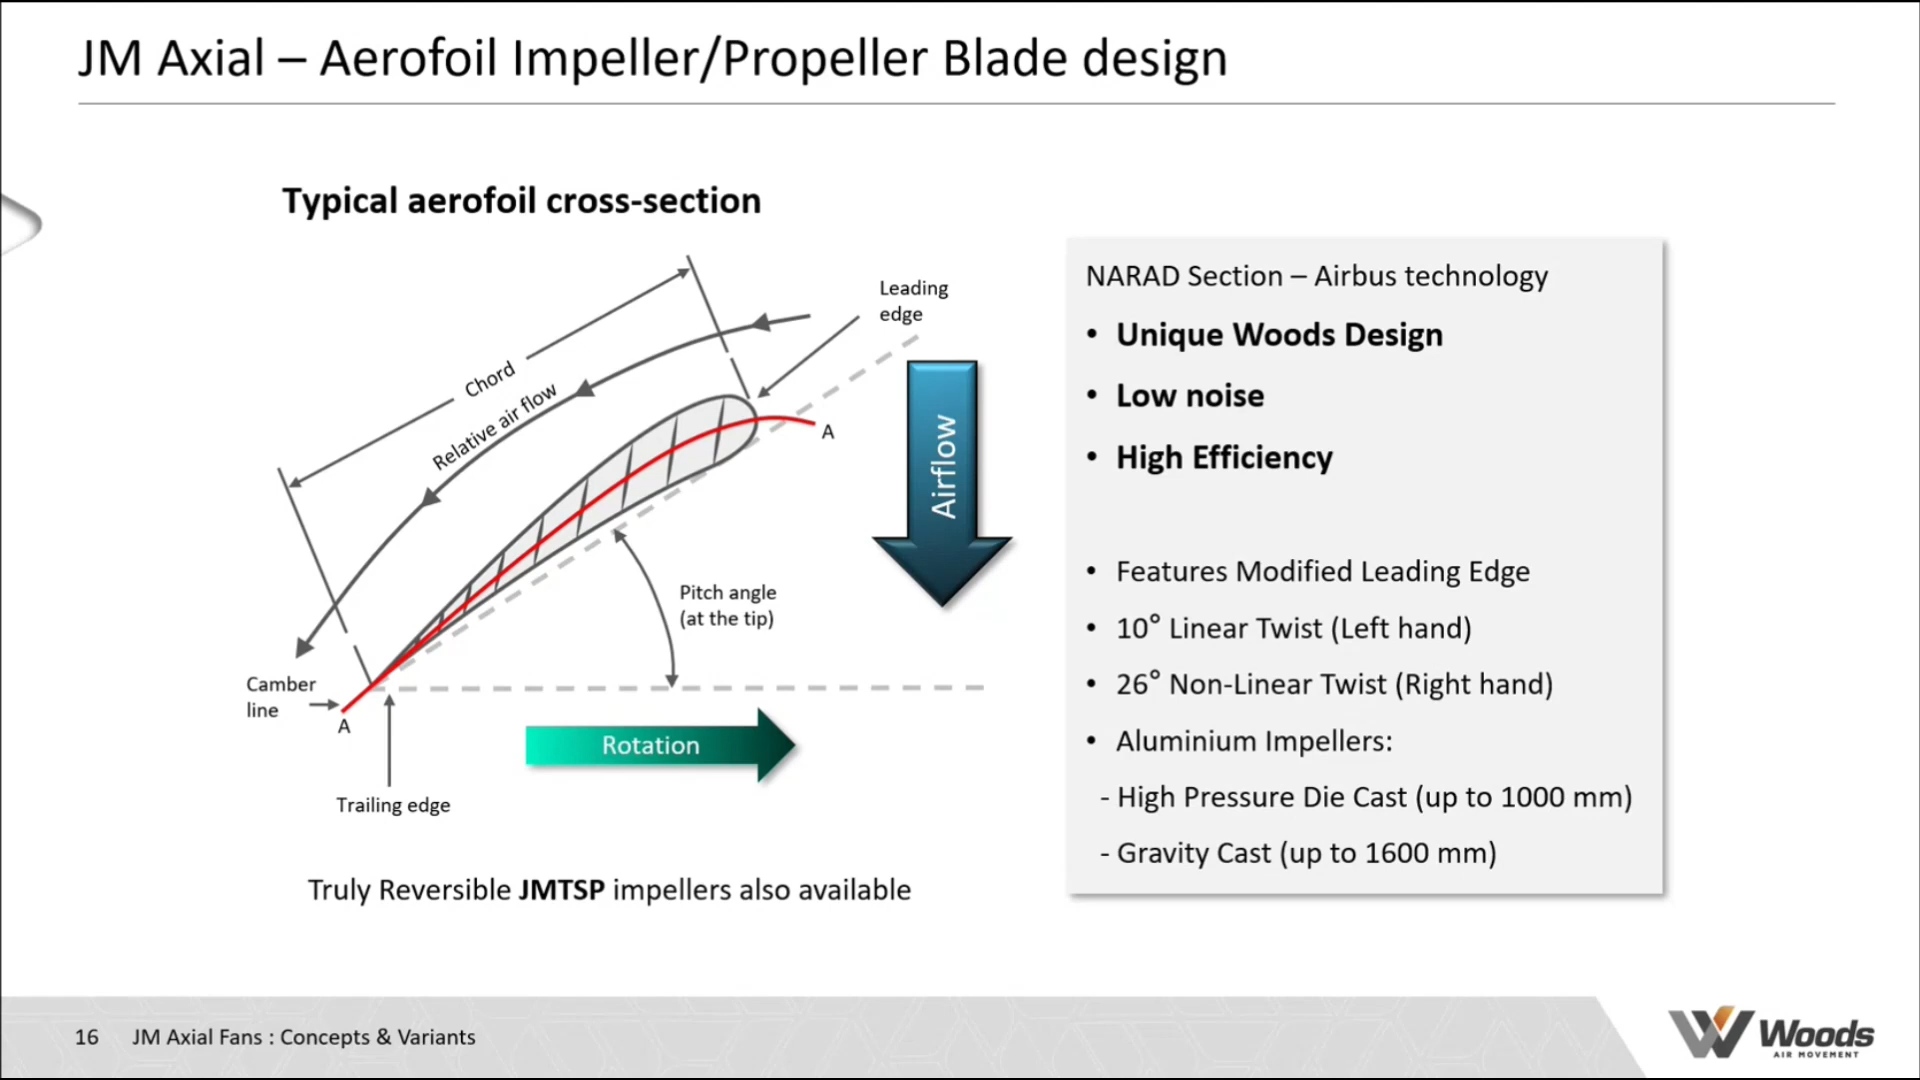 JM Axial – Aerofoil Impeller/Propeller Blade design
Typical aerofoil cross-section
Leading
edge
Chord
Relative air flow
A
Airflow
Pitch angle
(at the tip)
Camber
line
A
Rotation
Trailing edge
Truly Reversible JMTSP impellers also available
NARAD Section – Airbus technology
• Unique Woods Design
• Low noise
• High Efficiency
• Features Modified Leading Edge
• 10° Linear Twist (Left hand)
• 26° Non-Linear Twist (Right hand)
• Aluminium Impellers:
- High Pressure Die Cast (up to 1000 mm)
- Gravity Cast (up to 1600 mm)
16 JM Axial Fans : Concepts & Variants
Woods
AIR MOVEMENT